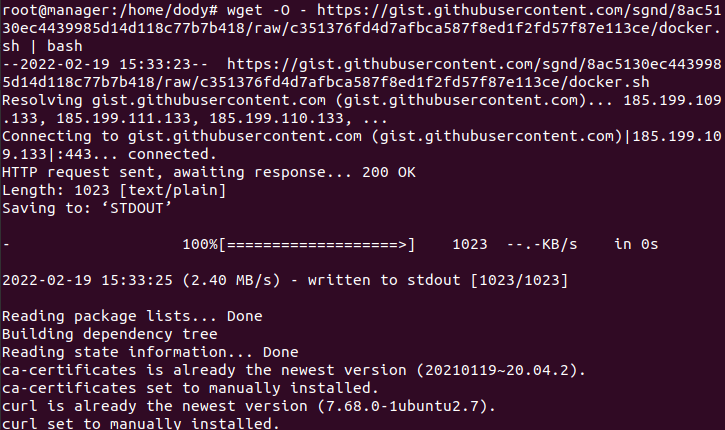 root@manager:/home/dody# wget -O - https://gist.githubusercontent.com/sgnd/8ac51
30ec4439985d14d118c77b7b418/raw/c351376fd4d7afbca587f8ed1f2fd57f87e113ce/docker.
sh | bash
--2022-02-19 15:33:23--  https://gist.githubusercontent.com/sgnd/8ac5130ec443998
5d14d118c77b7b418/raw/c351376fd4d7afbca587f8ed1f2fd57f87e113ce/docker.sh
Resolving gist.githubusercontent.com (gist.githubusercontent.com)... 185.199.109
.133, 185.199.111.133, 185.199.110.133, ...
Connecting to gist.githubusercontent.com (gist.githubusercontent.com)|185.199.10
9.133|:443... connected.
HTTP request sent, awaiting response... 200 OK
Length: 1023 [text/plain]
Saving to: ‘STDOUT’
-                   100%[===================>]    1023  --.-KB/s    in 0s
2022-02-19 15:33:25 (2.40 MB/s) - written to stdout [1023/1023]
Reading package lists... Done
Building dependency tree
Reading state information... Done
ca-certificates is already the newest version (20210119~20.04.2).
ca-certificates set to manually installed.
curl is already the newest version (7.68.0-1ubuntu2.7).
curl set to manually installed.